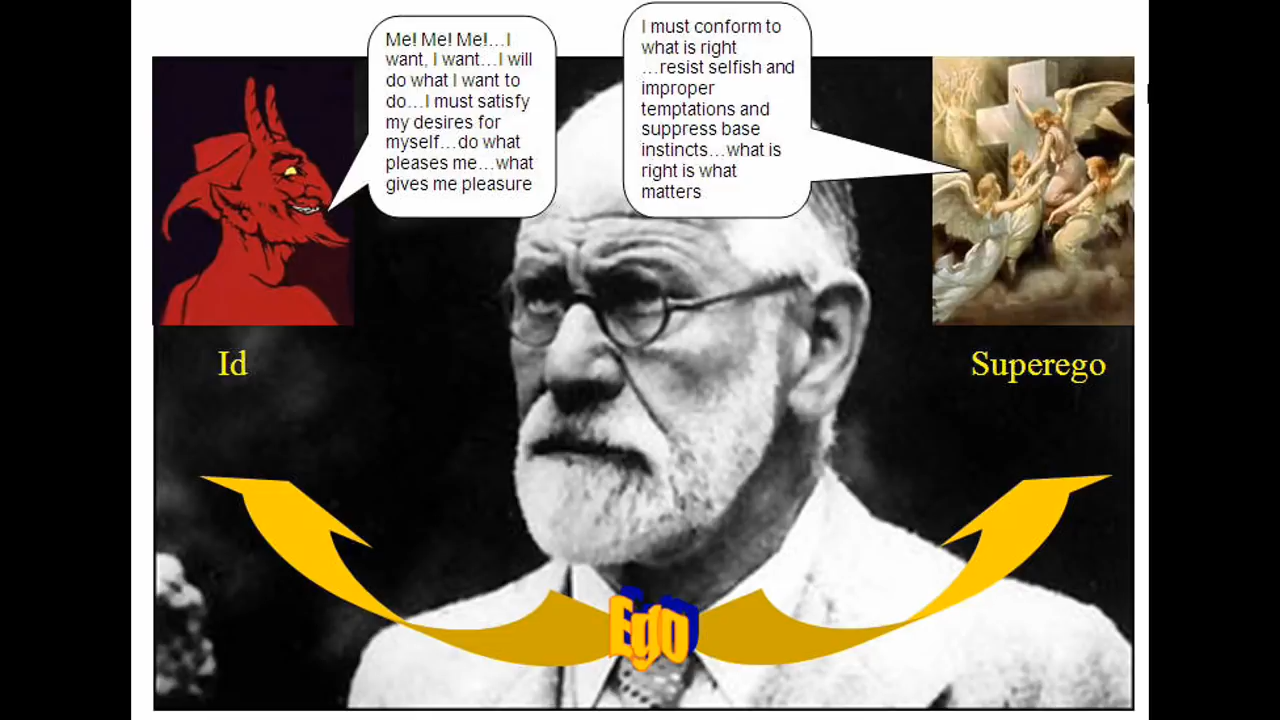 Me! Me! Me!...I
want, I want...I will
do what I want to
do...I must satisfy
my desires for
myself...do what
pleases me...what
gives me pleasure
I must conform to
what is right
...resist selfish and
improper
temptations and
suppress base
instincts...what is
right is what
matters
Id
Superego
Ego